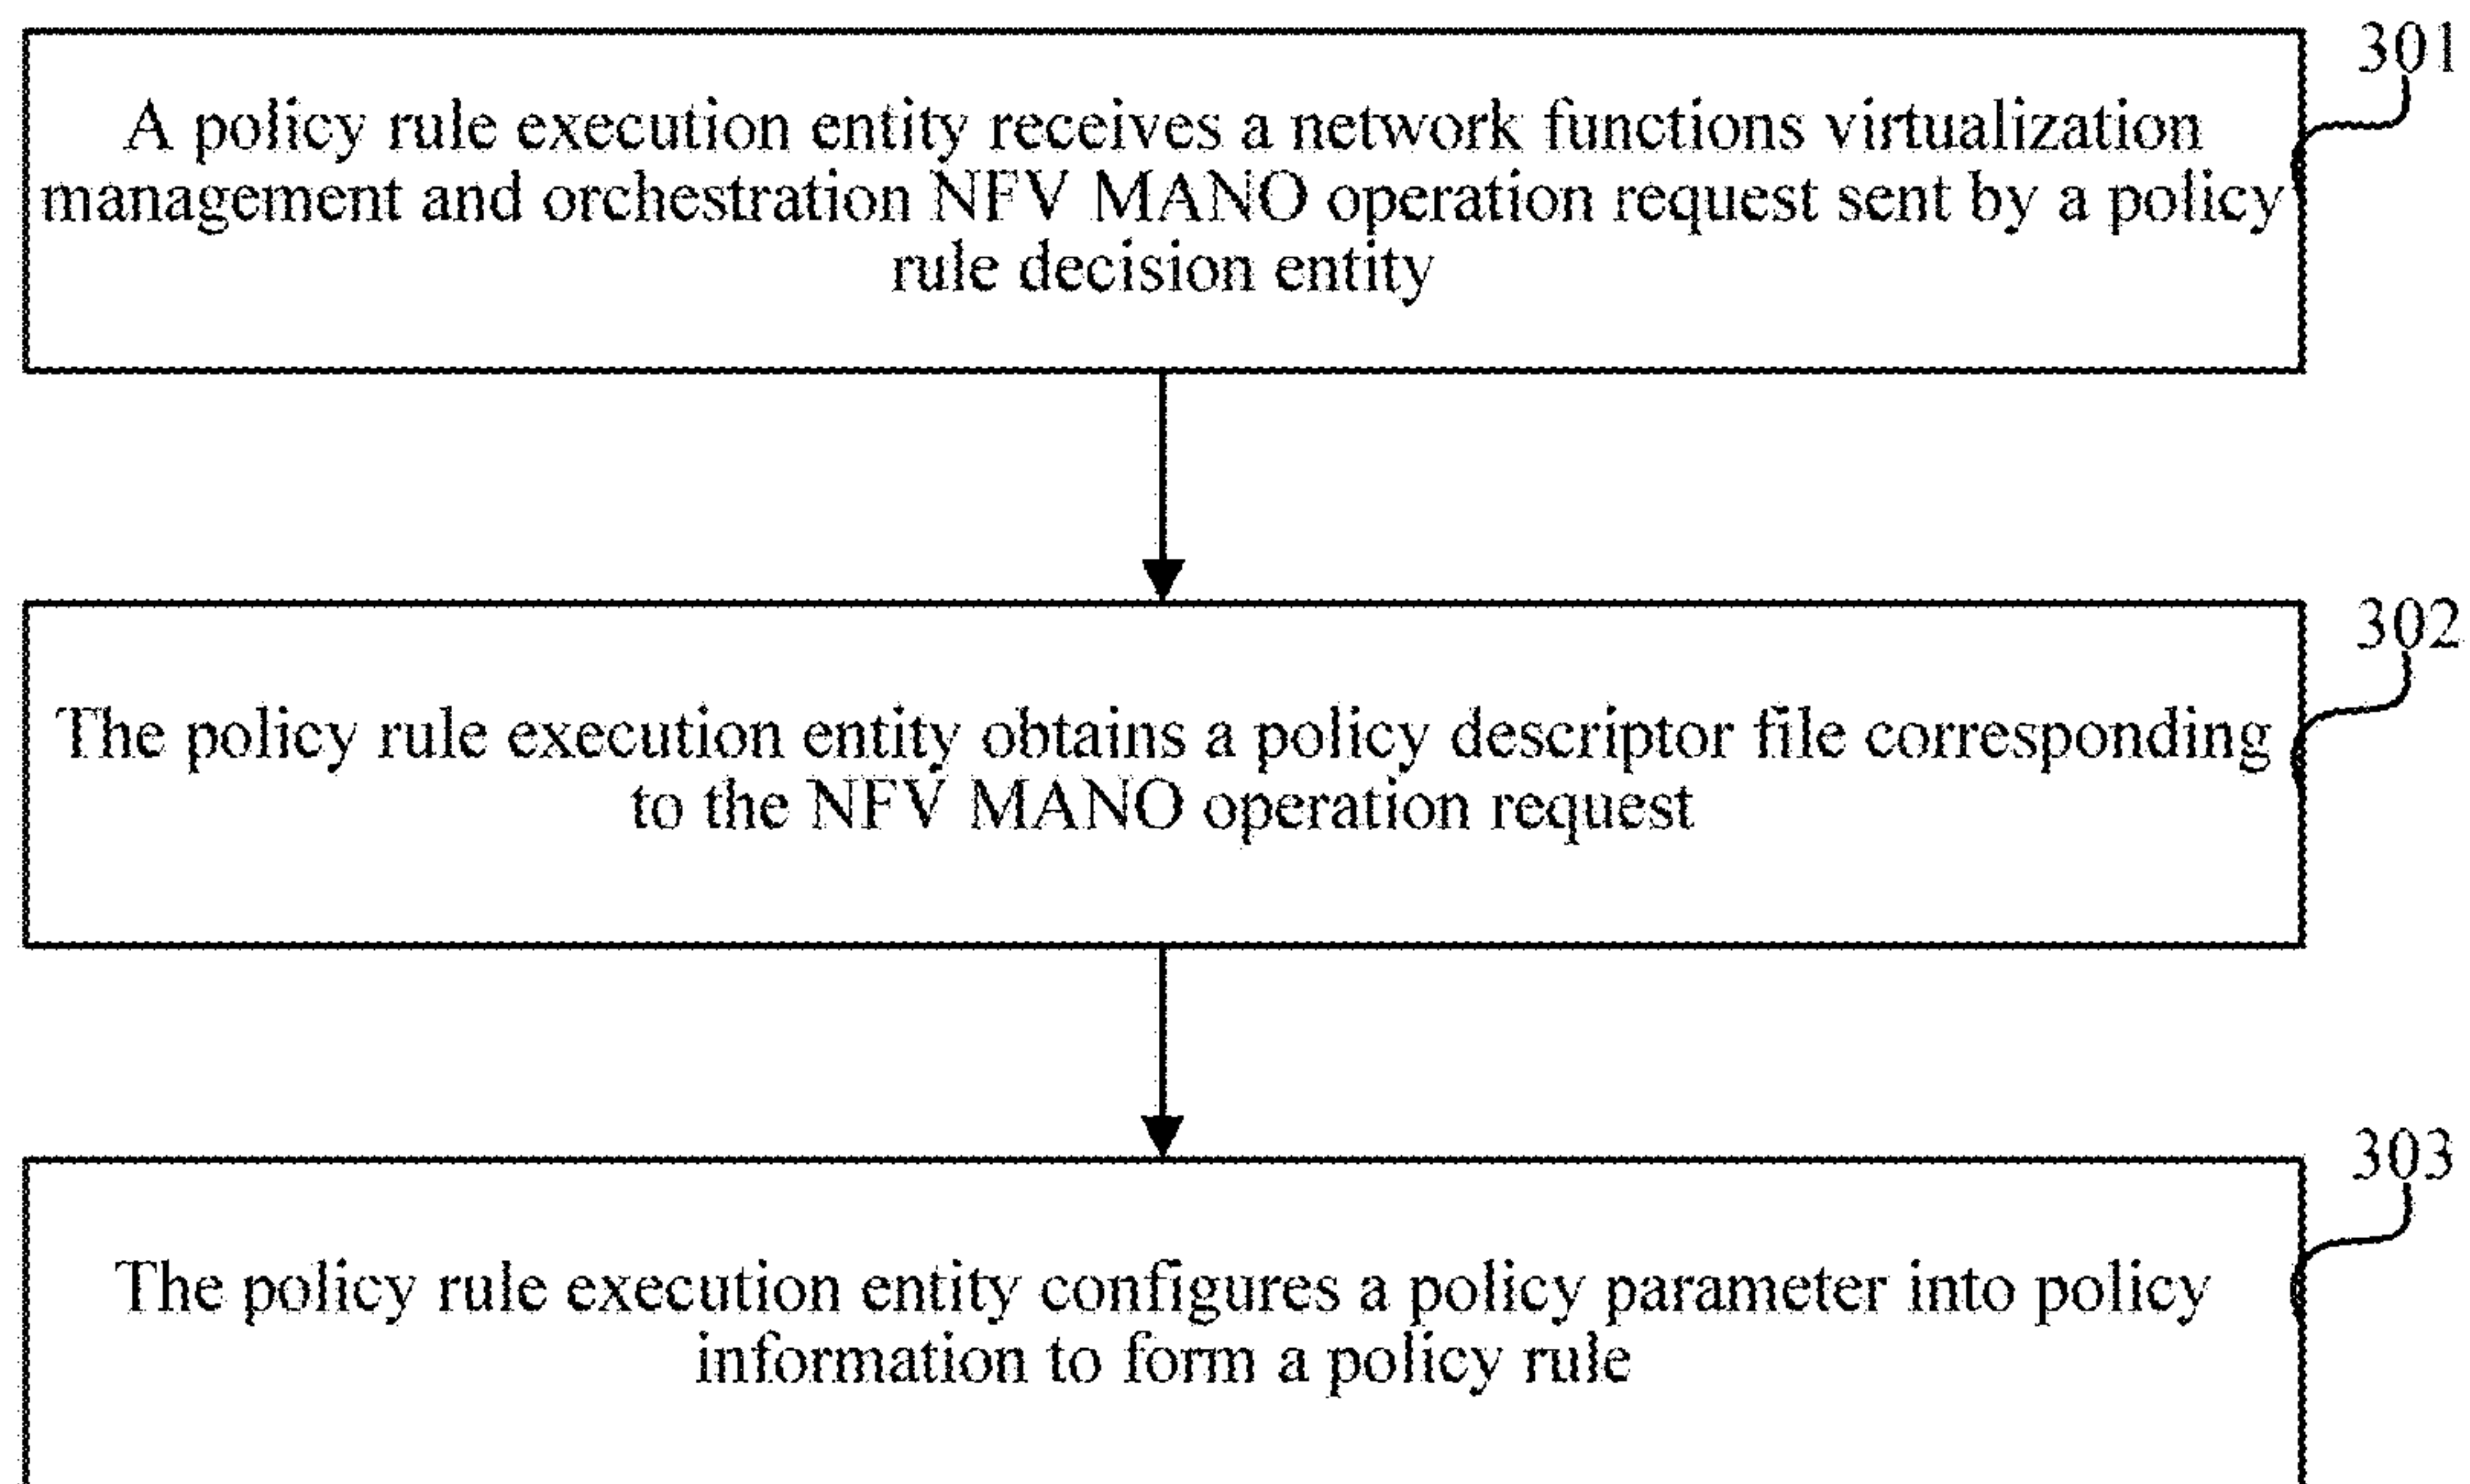 301
A policy rule execution entity receives a network functions virtualization
management and orchestration NFV MANO operation request sent by a policy
rule decision entity
302
The policy rule execution entity obtains a policy descriptor file corresponding
to the NFV MANO operation request
303
The policy rule execution entity configures a policy parameter into policy
information to form a policy rule